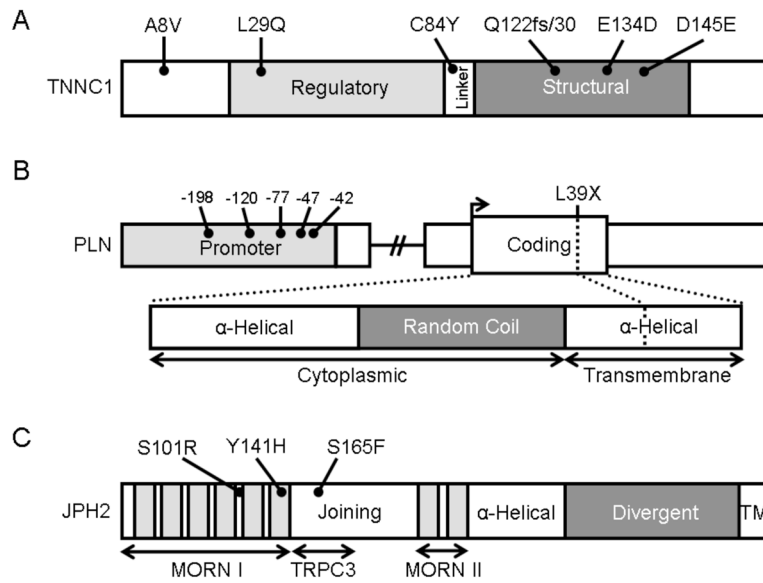 A
A8V L29Q C84Y Q122fs/30 E134D D145E
TNNC1 Regulatory Linker Structural
B
-198 -120 -77 -47 -42 L39X
PLN Promoter Coding
α-Helical Random Coil α-Helical
Cytoplasmic Transmembrane
C
S101R Y141H S165F
JPH2 Joining α-Helical Divergent TM
MORN I TRPC3 MORN II